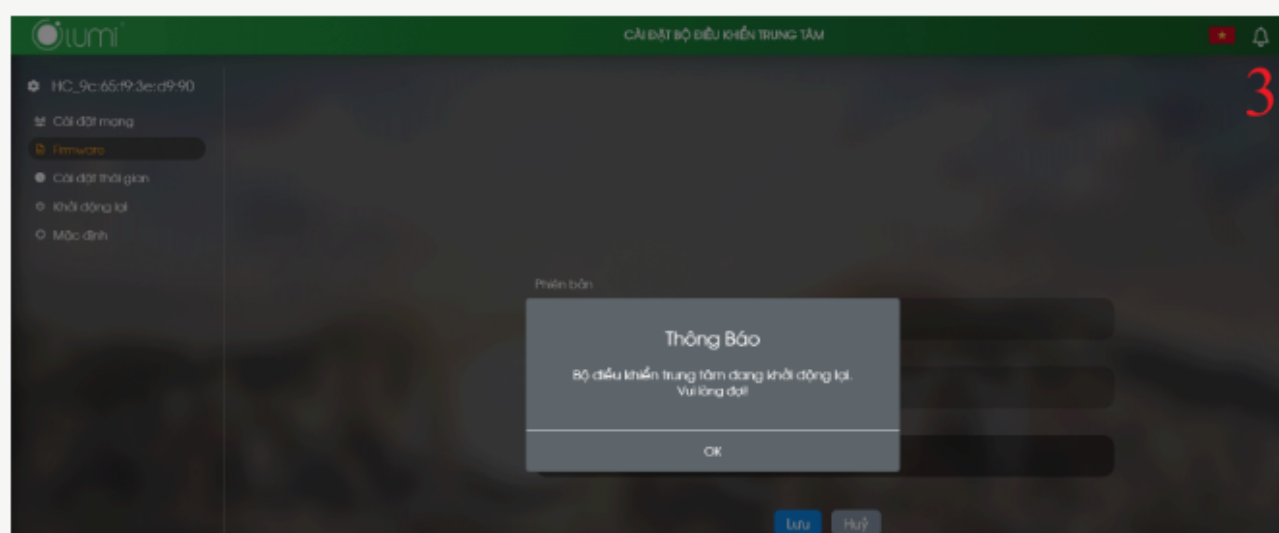 lumi
CÀI ĐẶT BỘ ĐIỀU KHIỂN TRUNG TÂM
3
HC_9c:65:f9:3e:d9:90
Cài đặt mạng
Firmware
Cài đặt thời gian
Khởi động lại
Mặc định
Phiên bản
Thông Báo
Bộ điều khiển trung tâm đang khởi động lại.
Vui lòng đợi!
OK
Lưu
Huỷ